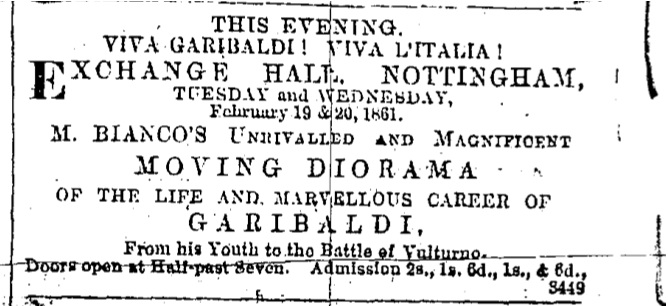 THIS EVENING.
VIVA GARIBALDI! VIVA L'ITALIA!
EXCHANGE HALL, NOTTINGHAM,
TUESDAY and WEDNESDAY,
February 19 & 20, 1861.
M. BIANCO'S UNRIVALLED AND MAGNIFICENT
MOVING DIORAMA
OF THE LIFE AND MARVELLOUS CAREER OF
GARIBALDI,
From his Youth to the Battle of Vulturno.
Doors open at Half-past Seven. Admission 2s., 1s. 6d., 1s., & 6d.,
3449